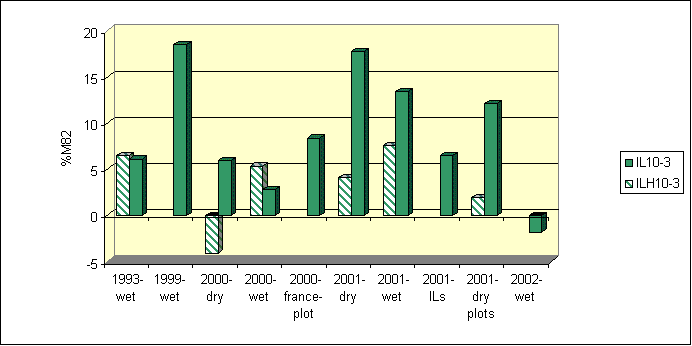 20
15
10
5
0
-5
%M82
1993-
wet
1999-
wet
2000-
dry
2000-
wet
2000-
france-
plot
2001-
dry
2001-
wet
2001-
ILs
2001-
dry
plots
2002-
wet
IL10-3
ILH10-3